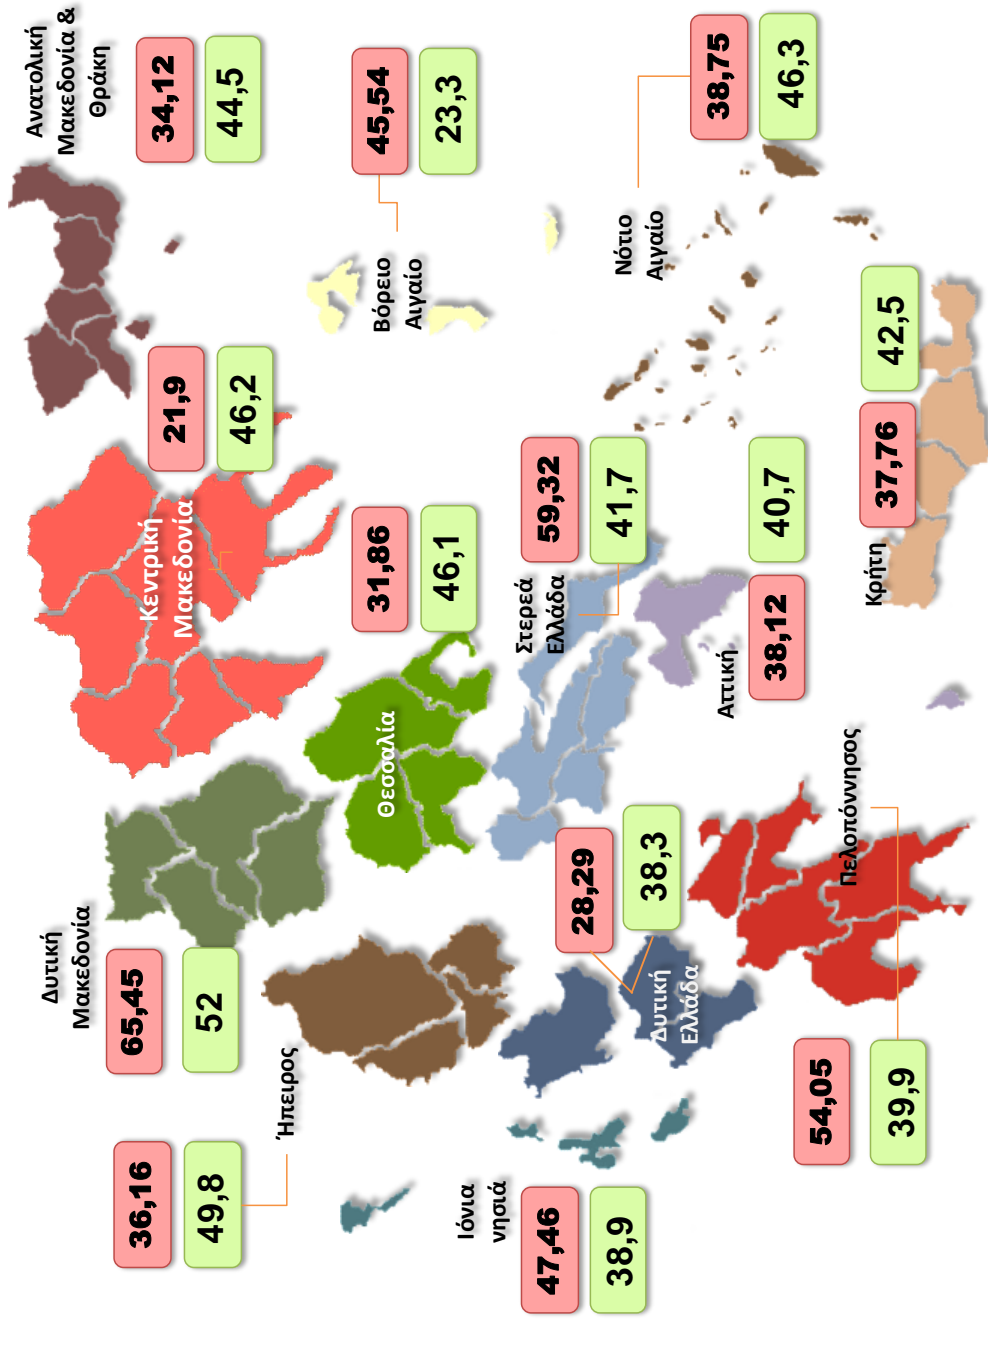 Ανατολική
Μακεδονία &
Θράκη
34,12
44,5
Κεντρική
Μακεδονία
21,9
46,2
Δυτική
Μακεδονία
65,45
52
Ήπειρος
36,16
49,8
Θεσσαλία
31,86
46,1
Βόρειο
Αιγαίο
45,54
23,3
Ιόνια
νησιά
47,46
38,9
Δυτική
Ελλάδα
28,29
38,3
Στερεά
Ελλάδα
59,32
41,7
Αττική
38,12
40,7
Πελοπόννησος
54,05
39,9
Νότιο
Αιγαίο
38,75
46,3
Κρήτη
37,76
42,5